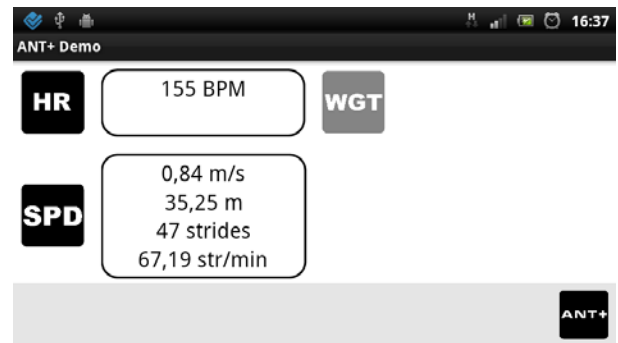 H 16:37
ANT+ Demo
HR 155 BPM WGT
SPD
0,84 m/s
35,25 m
47 strides
67,19 str/min
ANT+